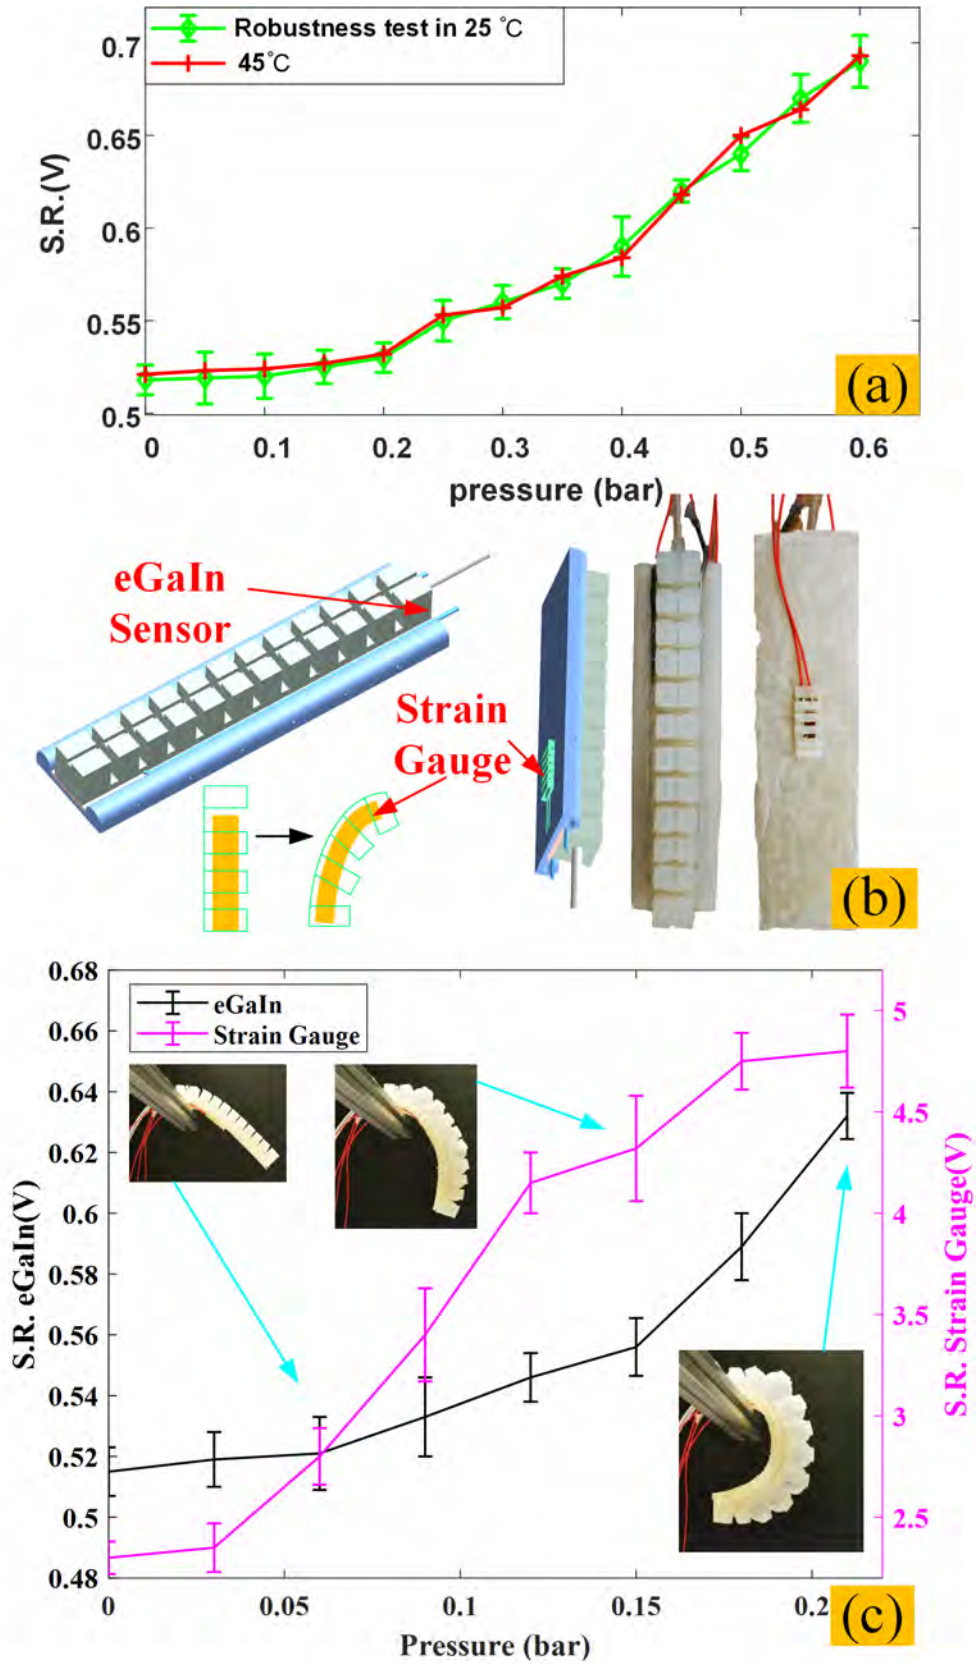 Robustness test in 25 °C
45°C
0.7
0.65
0.6
0.55
0.5
S.R.(V)
0 0.1 0.2 0.3 0.4 0.5 0.6
pressure (bar)
(a)
eGaIn
Sensor
Strain
Gauge
(b)
eGaIn
Strain Gauge
0.68
0.66
0.64
0.62
0.6
0.58
0.56
0.54
0.52
0.5
0.48
S.R. eGaIn(V)
5
4.5
4
3.5
3
2.5
S.R. Strain Gauge(V)
0 0.05 0.1 0.15 0.2
Pressure (bar)
(c)